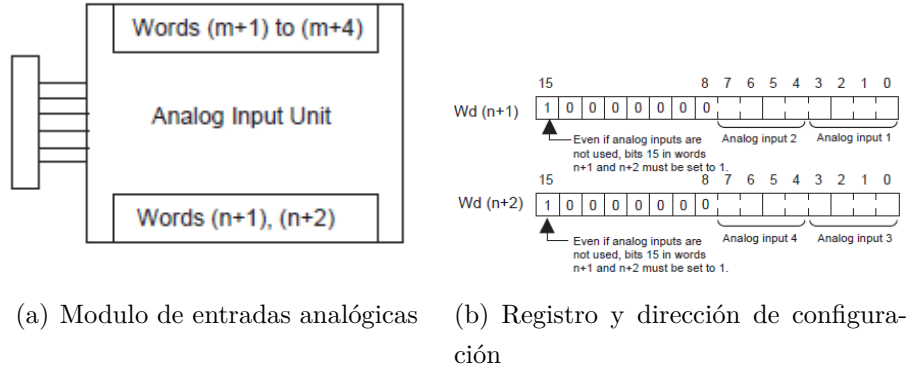 Words (m+1) to (m+4)
Analog Input Unit
Words (n+1), (n+2)
15 8 7 6 5 4 3 2 1 0
Wd (n+1) 1 0 0 0 0 0 0 0
Analog input 2 Analog input 1
Even if analog inputs are
not used, bits 15 in words
n+1 and n+2 must be set to 1.
15 8 7 6 5 4 3 2 1 0
Wd (n+2) 1 0 0 0 0 0 0 0
Analog input 4 Analog input 3
Even if analog inputs are
not used, bits 15 in words
n+1 and n+2 must be set to 1.
(a) Modulo de entradas analógicas
(b) Registro y dirección de configura-
ción